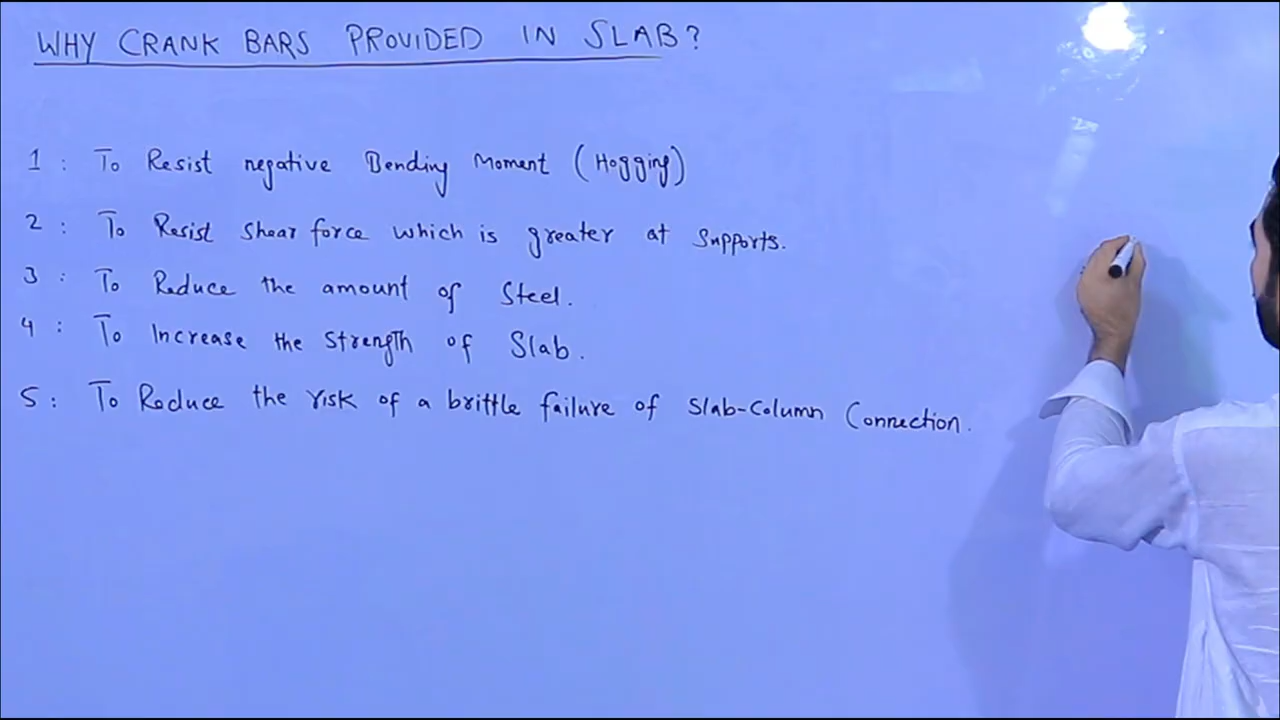 WHY CRANK BARS PROVIDED IN SLAB?
1 : To Resist negative Bending Moment (Hogging)
2 : To Resist Shear force which is greater at Supports.
3 : To Reduce the amount of Steel.
4 : To Increase the Strength of Slab.
5 : To Reduce the risk of a brittle failure of Slab-Column Connection.